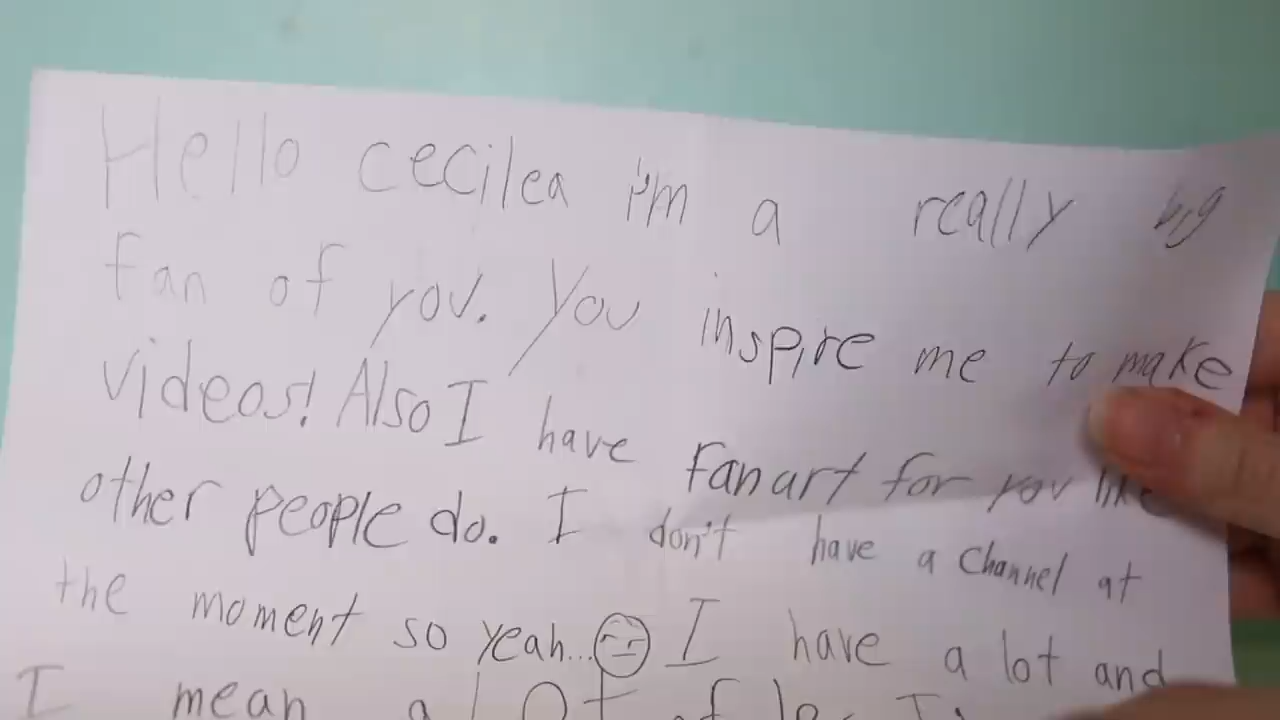 Hello cecilea i'm a really big
fan of you. You inspire me to make
videos! Also I have fanart for you like
other people do. I don't have a channel at
the moment so yeah... I have a lot and
I mean a LOT of